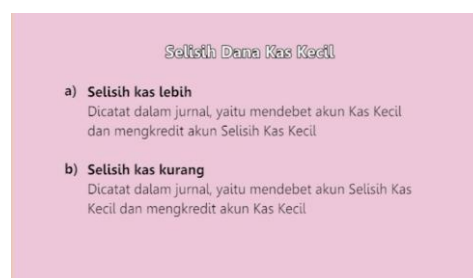 Selisih Dana Kas Kecil
a) Selisih kas lebih
Dicatat dalam jurnal, yaitu mendebet akun Kas Kecil
dan mengkredit akun Selisih Kas Kecil
b) Selisih kas kurang
Dicatat dalam jurnal, yaitu mendebet akun Selisih Kas
Kecil dan mengkredit akun Kas Kecil